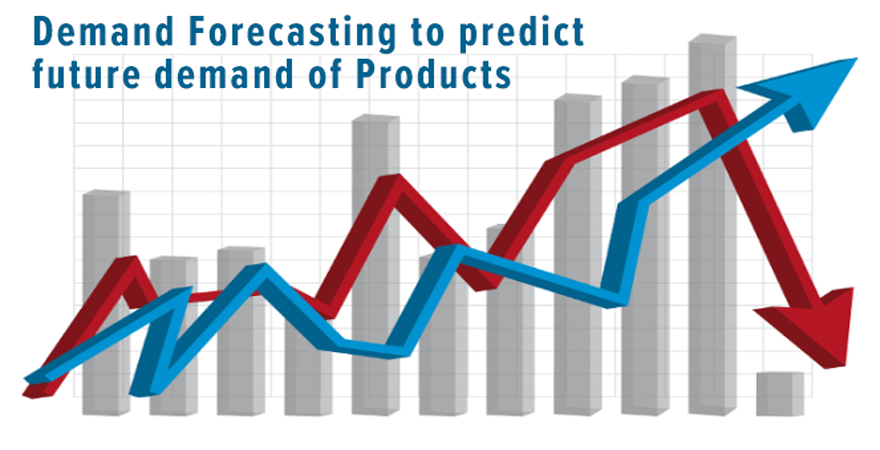 Demand Forecasting to predict
future demand of Products